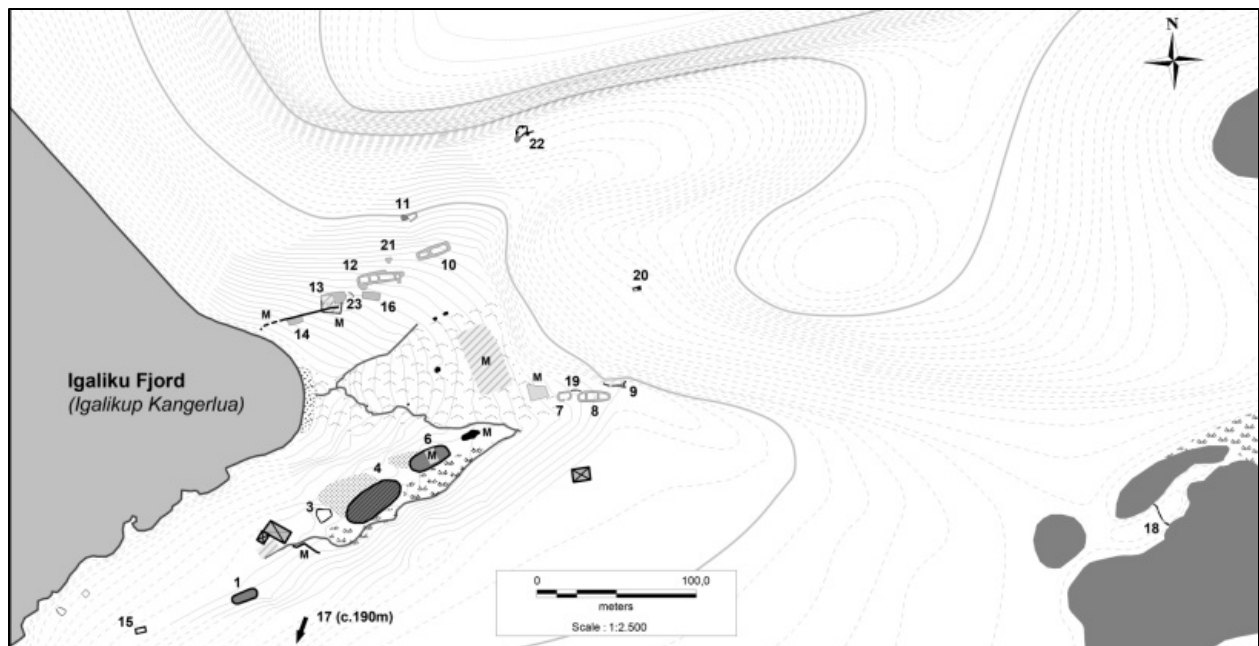 N
22
11
21
10
12
20
13
23
16
M
M
14
M
Igaliku Fjord
(Igalikup Kangerlua)
M
19
9
7
8
6
M
M
4
3
18
M
1
0
100,0
meters
Scale : 1:2.500
17 (c.190m)
15